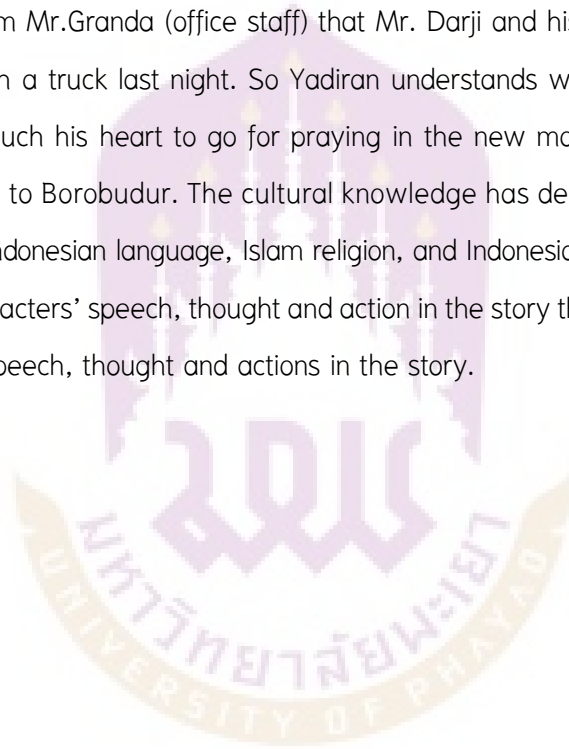 m Mr.Granda (office staff) that Mr. Darji and his
n a truck last night. So Yadiran understands w
uch his heart to go for praying in the new mo
to Borobudur. The cultural knowledge has de
ndonesian language, Islam religion, and Indonesia
acters' speech, thought and action in the story th
peech, thought and actions in the story.
มหาวิทยาลัยพะเยา
UNIVERSITY OF PHAYAO